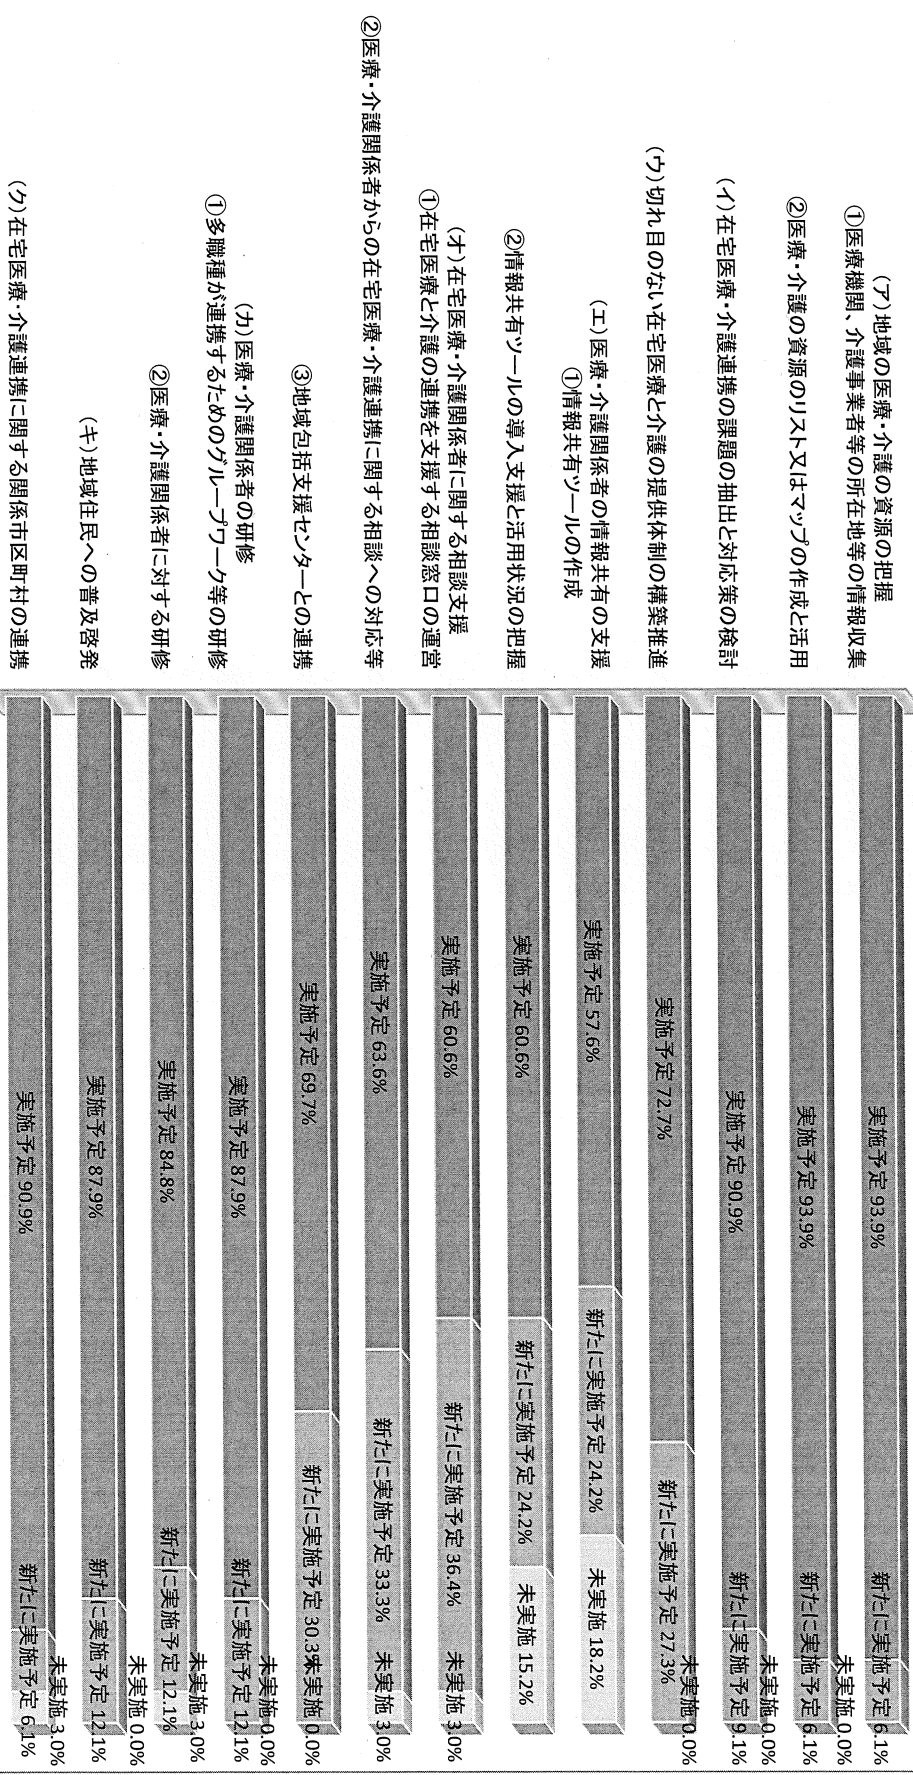 (ア)地域の医療・介護の資源の把握
①医療機関、介護事業者等の所在地等の情報収集
実施予定 93.9%
新たに実施予定 6.1%
未実施 0.0%
②医療・介護の資源のリスト又はマップの作成と活用
実施予定 93.9%
新たに実施予定 6.1%
未実施 0.0%
(イ)在宅医療・介護連携の課題の抽出と対応策の検討
実施予定 90.9%
新たに実施予定 9.1%
未実施 0.0%
(ウ)切れ目のない在宅医療と介護の提供体制の構築推進
実施予定 72.7%
新たに実施予定 27.3%
(エ)医療・介護関係者の情報共有の支援
①情報共有ツールの作成
実施予定 57.6%
新たに実施予定 24.2%
未実施 18.2%
②情報共有ツールの導入支援と活用状況の把握
実施予定 60.6%
新たに実施予定 24.2%
未実施 15.2%
(オ)在宅医療・介護関係者に関する相談支援
①在宅医療と介護の連携を支援する相談窓口の運営
実施予定 60.6%
新たに実施予定 36.4%
未実施 3.0%
②医療・介護関係者からの在宅医療・介護連携に関する相談への対応等
実施予定 63.6%
新たに実施予定 33.3%
未実施 3.0%
③地域包括支援センターとの連携
実施予定 69.7%
新たに実施予定 30.3%
未実施 0.0%
(カ)医療・介護関係者の研修
①多職種が連携するためのグループワーク等の研修
実施予定 87.9%
新たに実施予定 12.1%
未実施 0.0%
②医療・介護関係者に対する研修
実施予定 84.8%
新たに実施予定 12.1%
未実施 3.0%
(キ)地域住民への普及啓発
実施予定 87.9%
新たに実施予定 12.1%
未実施 0.0%
(ク)在宅医療・介護連携に関する関係市区町村の連携
実施予定 90.9%
新たに実施予定 6.1%
未実施 3.0%